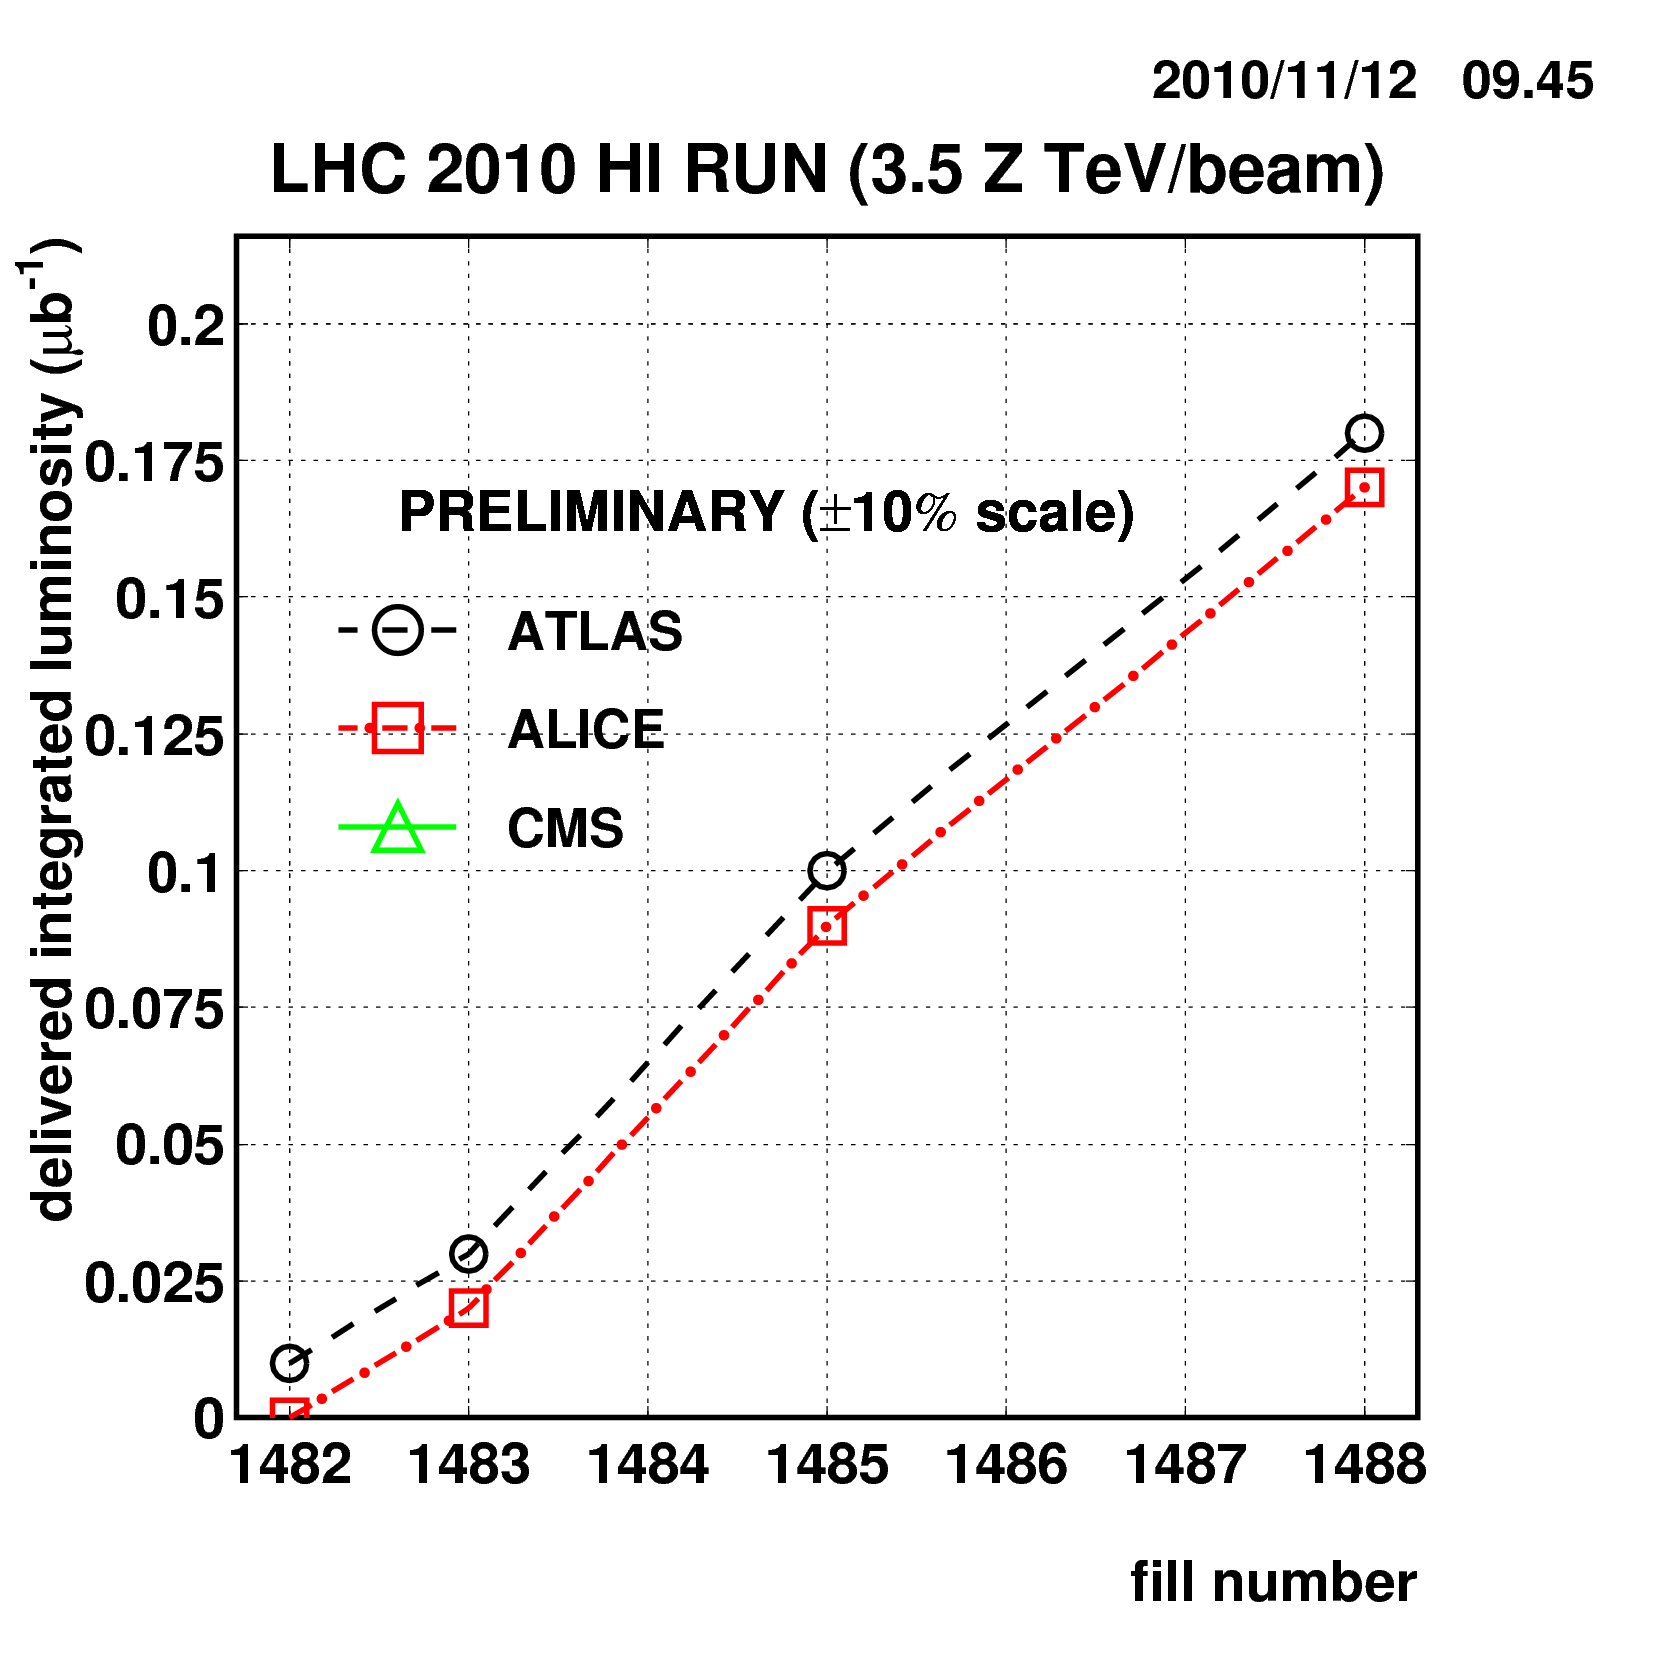 2010/11/12 09.45
LHC 2010 HI RUN (3.5 Z TeV/beam)
delivered integrated luminosity (μb⁻¹)
0.2
0.175
0.15
0.125
0.1
0.075
0.05
0.025
0
PRELIMINARY (±10% scale)
ATLAS
ALICE
CMS
1482 1483 1484 1485 1486 1487 1488
fill number